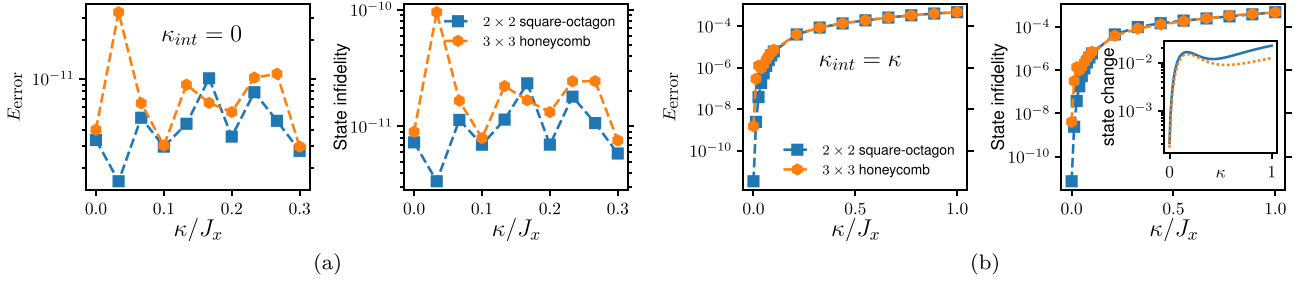 E_error
10^{-11}
κ_{int} = 0
0.0 0.1 0.2 0.3
κ/J_x
State infidelity
10^{-10}
10^{-11}
2 × 2 square-octagon
3 × 3 honeycomb
0.0 0.1 0.2 0.3
κ/J_x
(a)
E_error
10^{-4}
10^{-6}
10^{-8}
10^{-10}
κ_{int} = κ
2 × 2 square-octagon
3 × 3 honeycomb
0.0 0.5 1.0
κ/J_x
State infidelity
10^{-4}
10^{-6}
10^{-8}
10^{-10}
state change
10^{-2}
10^{-3}
0 κ 1
0.0 0.5 1.0
κ/J_x
(b)